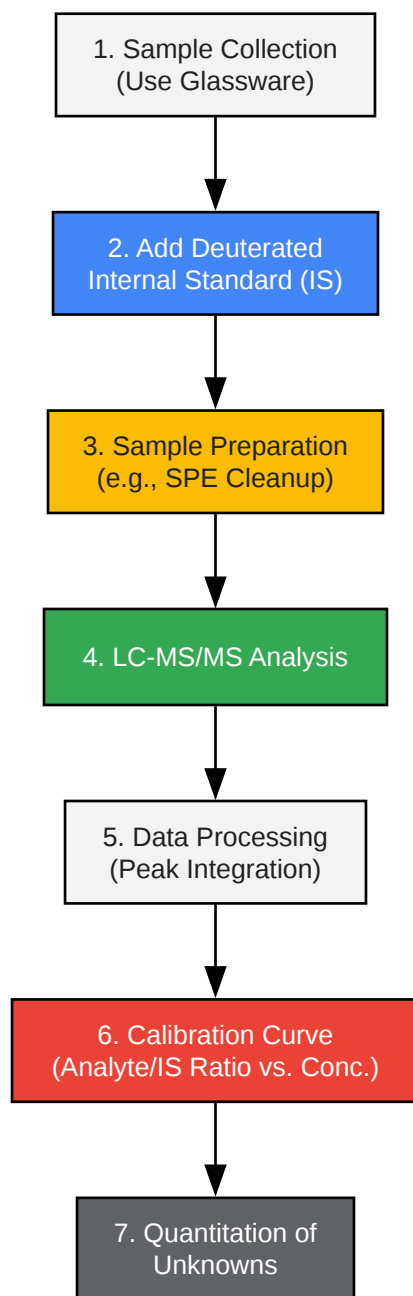 1. Sample Collection
(Use Glassware)
2. Add Deuterated
Internal Standard (IS)
3. Sample Preparation
(e.g., SPE Cleanup)
4. LC-MS/MS Analysis
5. Data Processing
(Peak Integration)
6. Calibration Curve
(Analyte/IS Ratio vs. Conc.)
7. Quantitation of
Unknowns